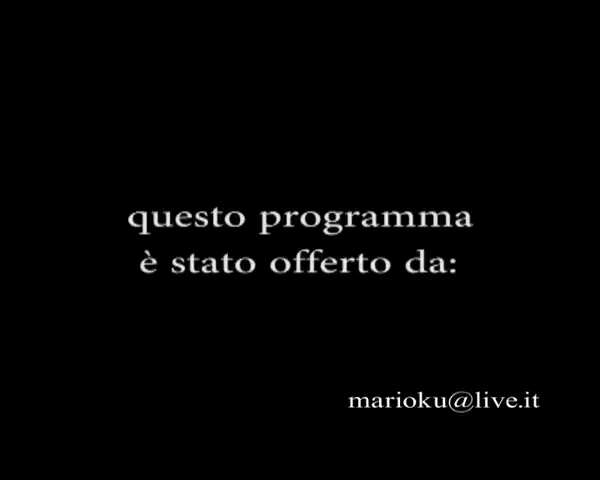 questo programma
è stato offerto da:
marioku@live.it